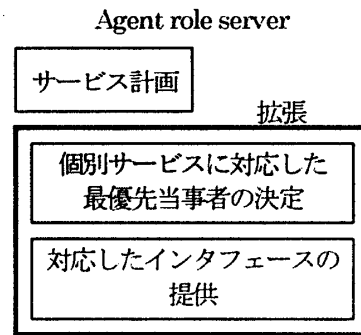 Agent role server
サービス計画
拡張
個別サービスに対応した
最優先当事者の決定
対応したインタフェースの
提供